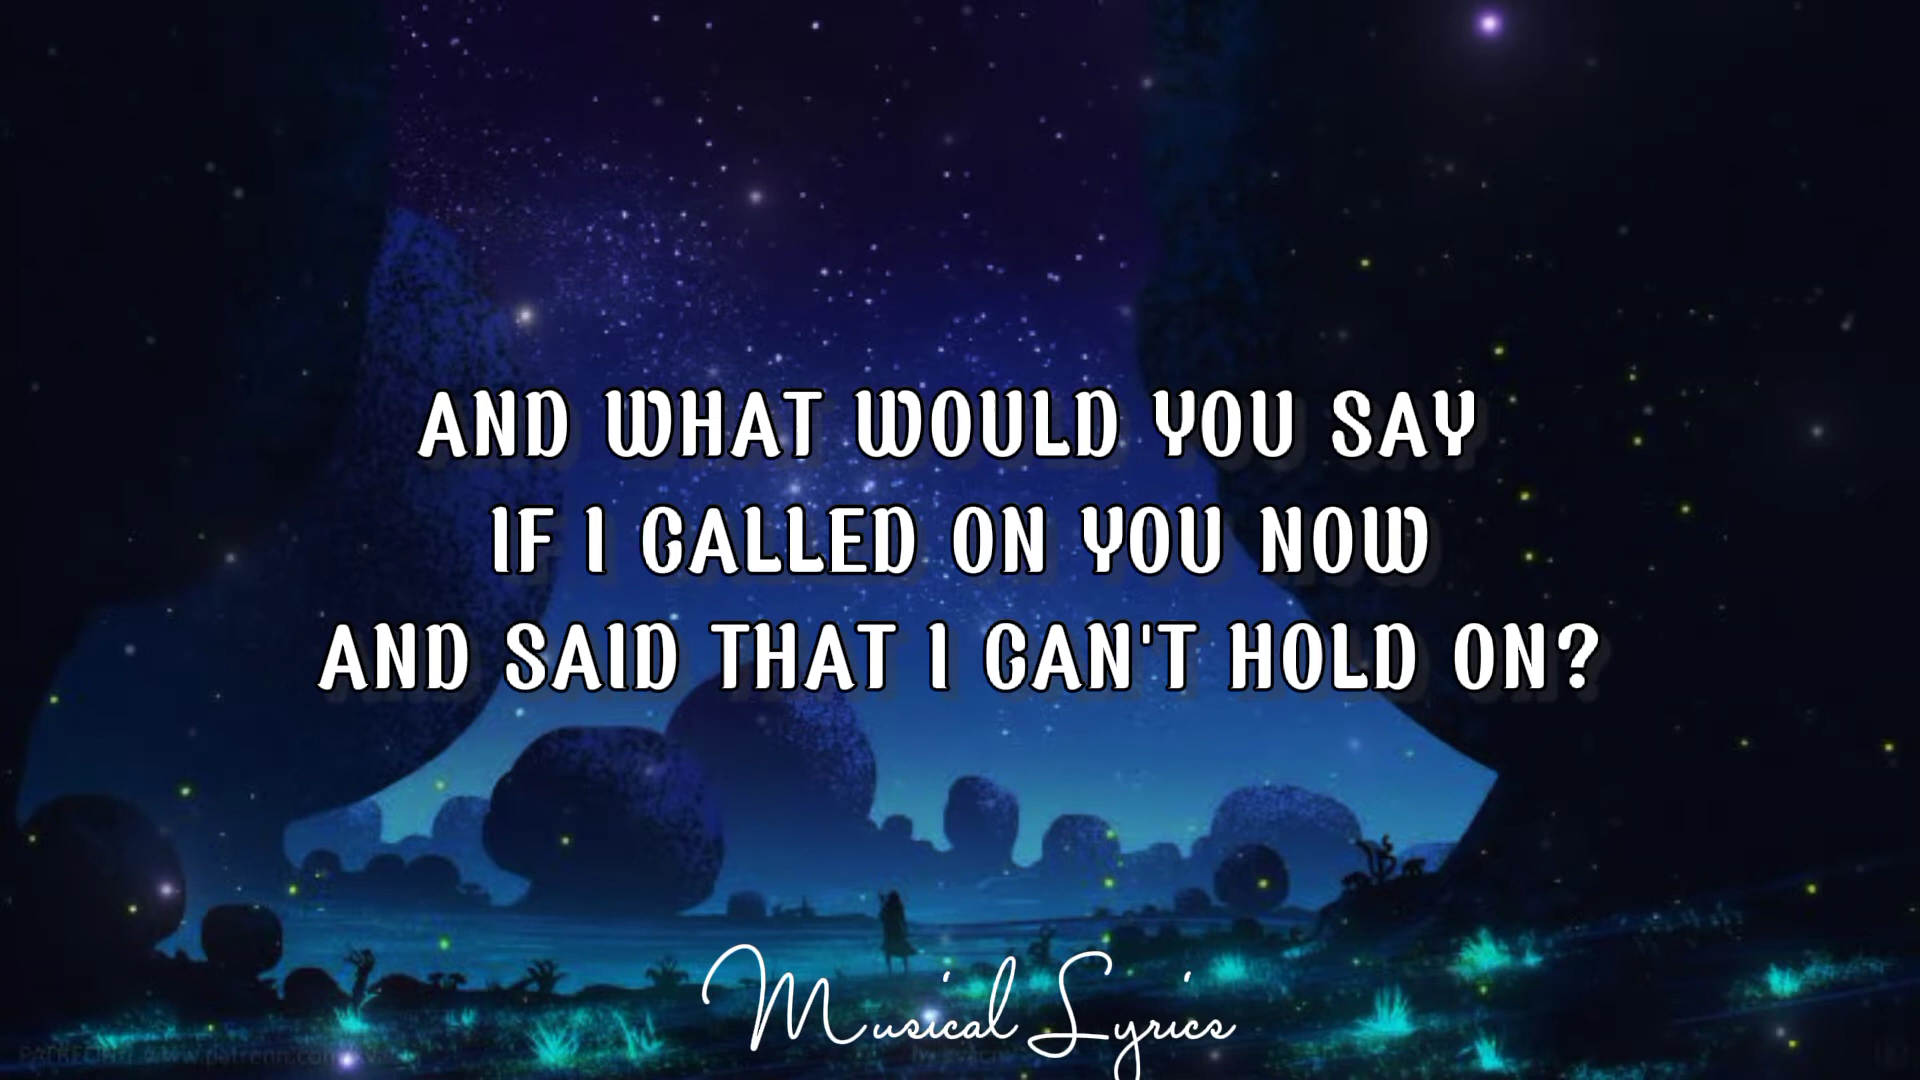 AND WHAT WOULD YOU SAY
IF I CALLED ON YOU NOW
AND SAID THAT I CAN'T HOLD ON?
Musical Lyrics